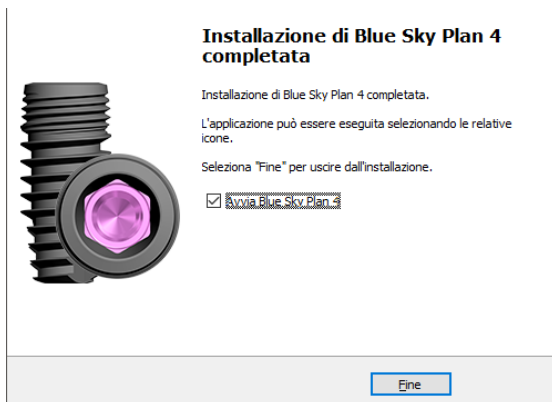 Installazione di Blue Sky Plan 4
completata
Installazione di Blue Sky Plan 4 completata.
L'applicazione può essere eseguita selezionando le relative
icone.
Seleziona "Fine" per uscire dall'installazione.
Avvia Blue Sky Plan 4
Fine